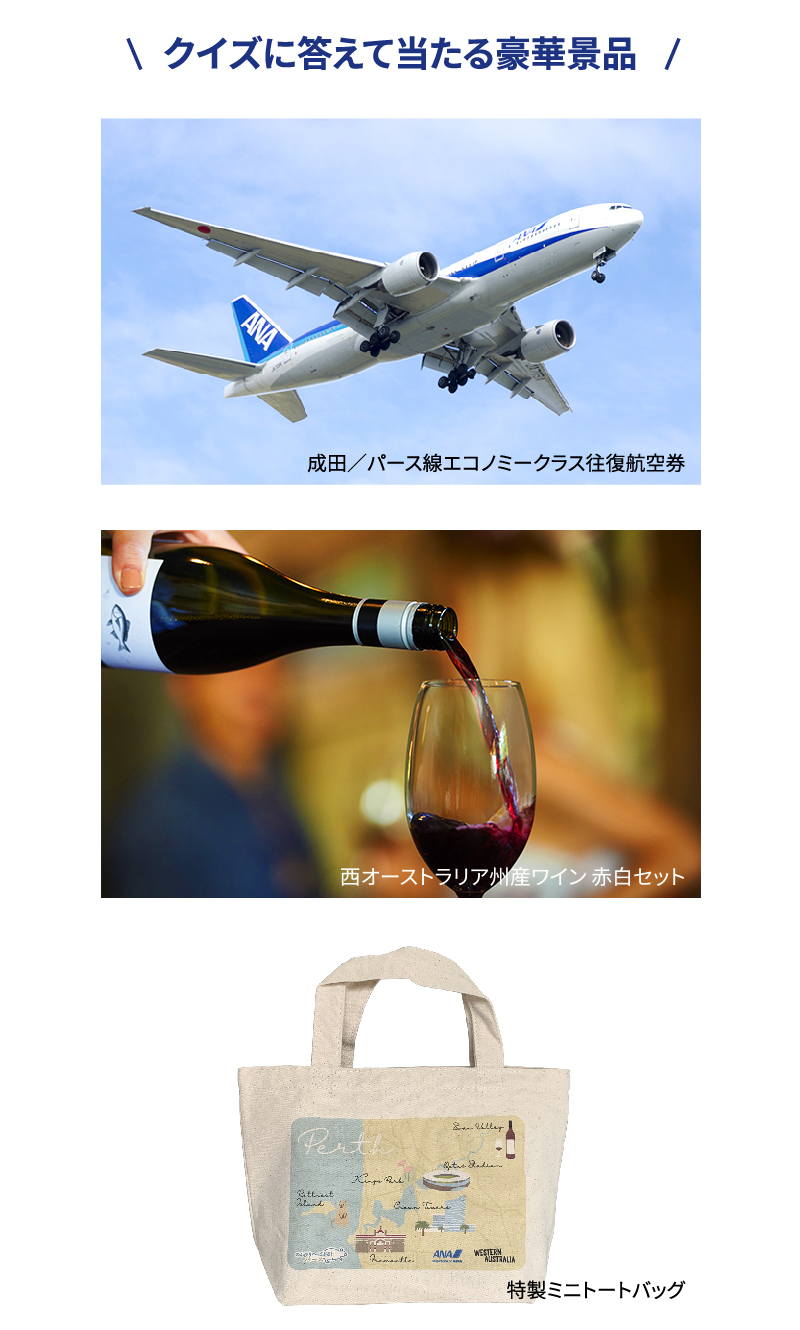 \ クイズに答えて当たる豪華景品 /
ANA
ANA
成田／パース線エコノミークラス往復航空券
西オーストラリア州産ワイン 赤白セット
Perth
Swan Valley
Optus Stadium
Kings Park
Rottnest
Island
Crown Towers
Fremantle
ANA
WESTERN
AUSTRALIA
特製ミニトートバッグ